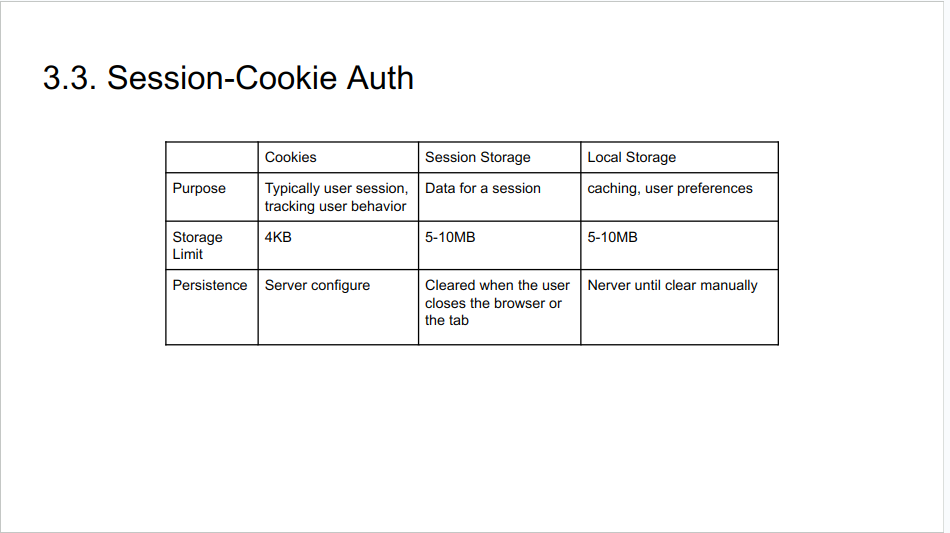 3.3. Session-Cookie Auth
Cookies Session Storage Local Storage
Purpose Typically user session, Data for a session caching, user preferences
tracking user behavior
Storage 4KB 5-10MB 5-10MB
Limit
Persistence Server configure Cleared when the user Nerver until clear manually
closes the browser or
the tab